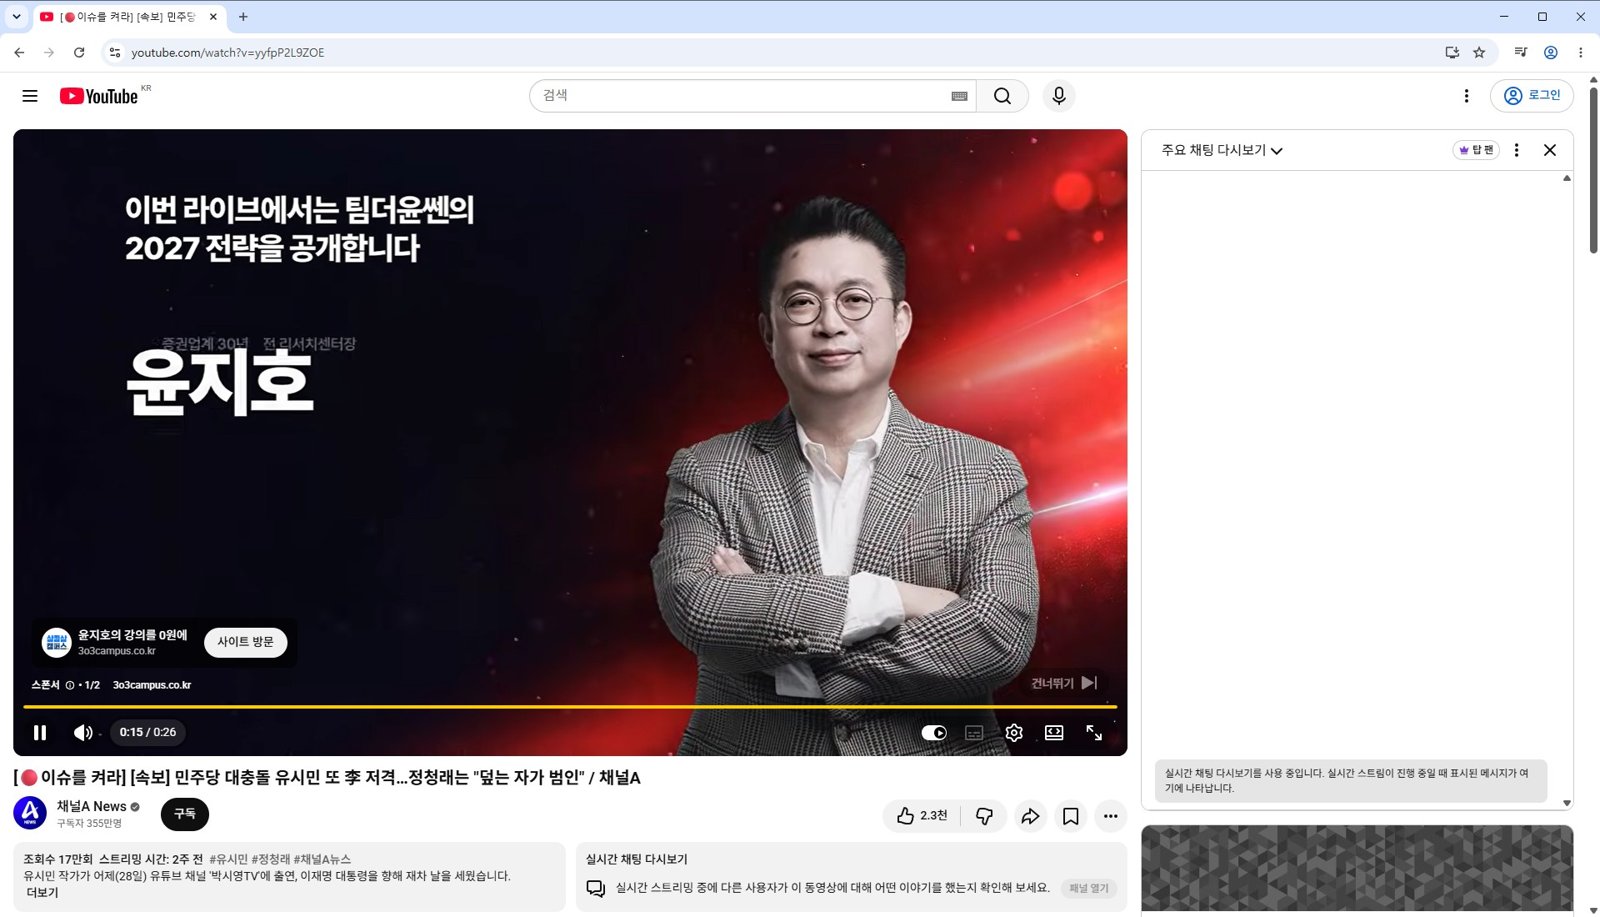 [🔴이슈를 켜라] [속보] 민주당
youtube.com/watch?v=yyfpP2L9ZOE
YouTube KR
검색
로그인
이번 라이브에서는 팀더윤쎈의
2027 전략을 공개합니다
증권업계 30년 전 리서치센터장
윤지호
삼점삼 캠퍼스
윤지호의 강의를 0원에
3o3campus.co.kr
사이트 방문
스폰서 • 1/2 3o3campus.co.kr
건너뛰기
0:15 / 0:26
주요 채팅 다시보기
탑 팬
실시간 채팅 다시보기를 사용 중입니다. 실시간 스트림이 진행 중일 때 표시된 메시지가 여
기에 나타납니다.
[🔴이슈를 켜라] [속보] 민주당 대충돌 유시민 또 李 저격…정청래는 "덮는 자가 범인" / 채널A
채널A News
구독자 355만명
구독
2.3천
조회수 17만회 스트리밍 시간: 2주 전 #유시민 #정청래 #채널A뉴스
유시민 작가가 어제(28일) 유튜브 채널 '박시영TV'에 출연, 이재명 대통령을 향해 재차 날을 세웠습니다.
더보기
실시간 채팅 다시보기
실시간 스트리밍 중에 다른 사용자가 이 동영상에 대해 어떤 이야기를 했는지 확인해 보세요.
패널 열기